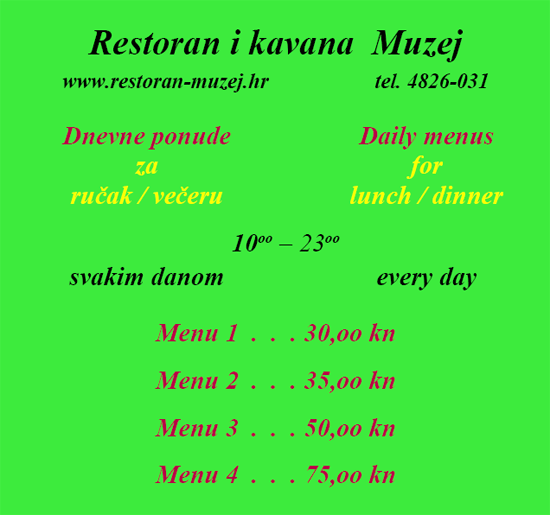 Restoran i kavana Muzej
www.restoran-muzej.hr tel. 4826-031
Dnevne ponude Daily menus
za for
ručak / večeru lunch / dinner
10ºº – 23ºº
svakim danom every day
Menu 1 . . . 30,oo kn
Menu 2 . . . 35,oo kn
Menu 3 . . . 50,oo kn
Menu 4 . . . 75,oo kn